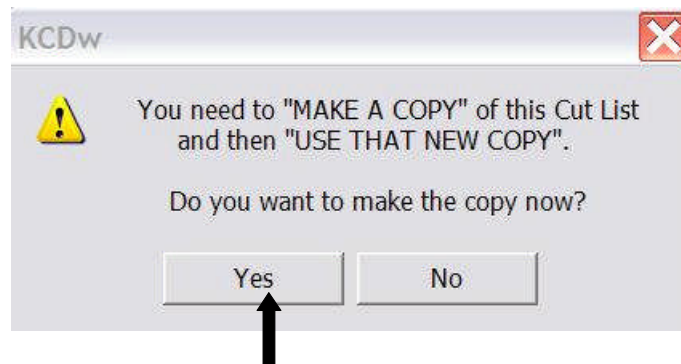 KCDw
You need to "MAKE A COPY" of this Cut List
and then "USE THAT NEW COPY".
Do you want to make the copy now?
Yes
No